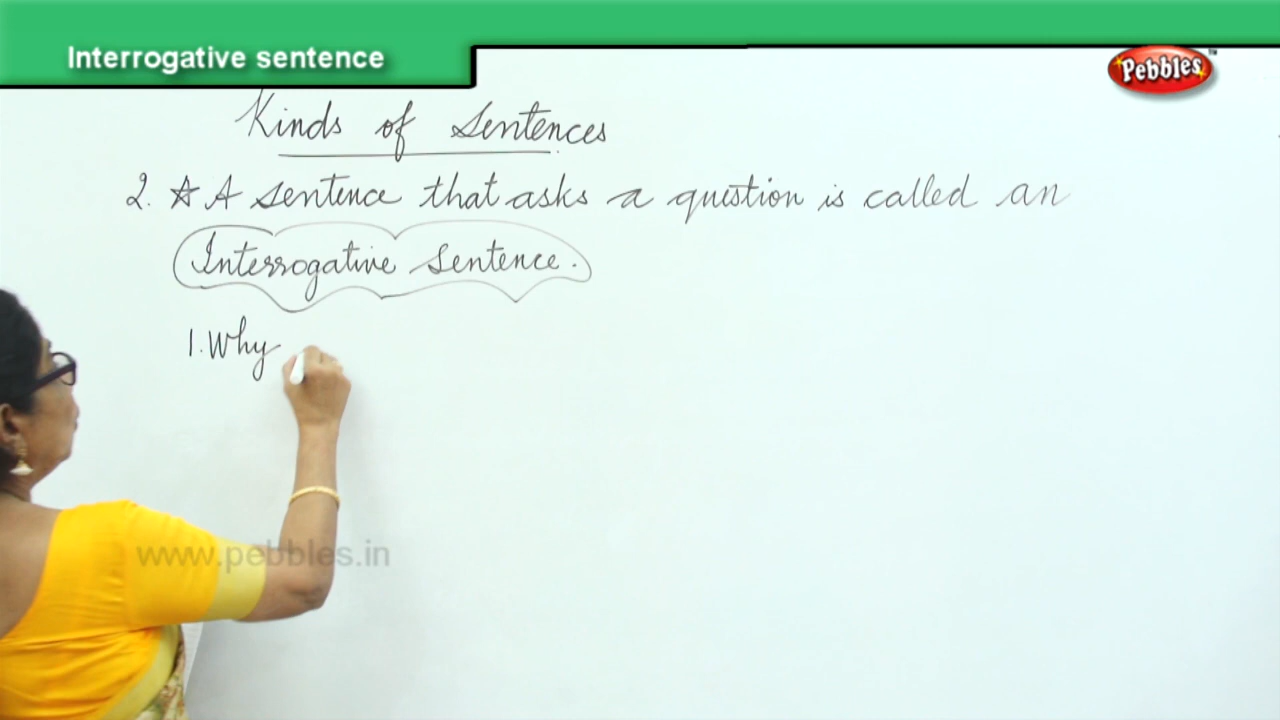 Interrogative sentence
Pebbles™
Kinds of Sentences
2. ☆ A sentence that asks a question is called an
Interrogative sentence.
1. Why
www.pebbles.in